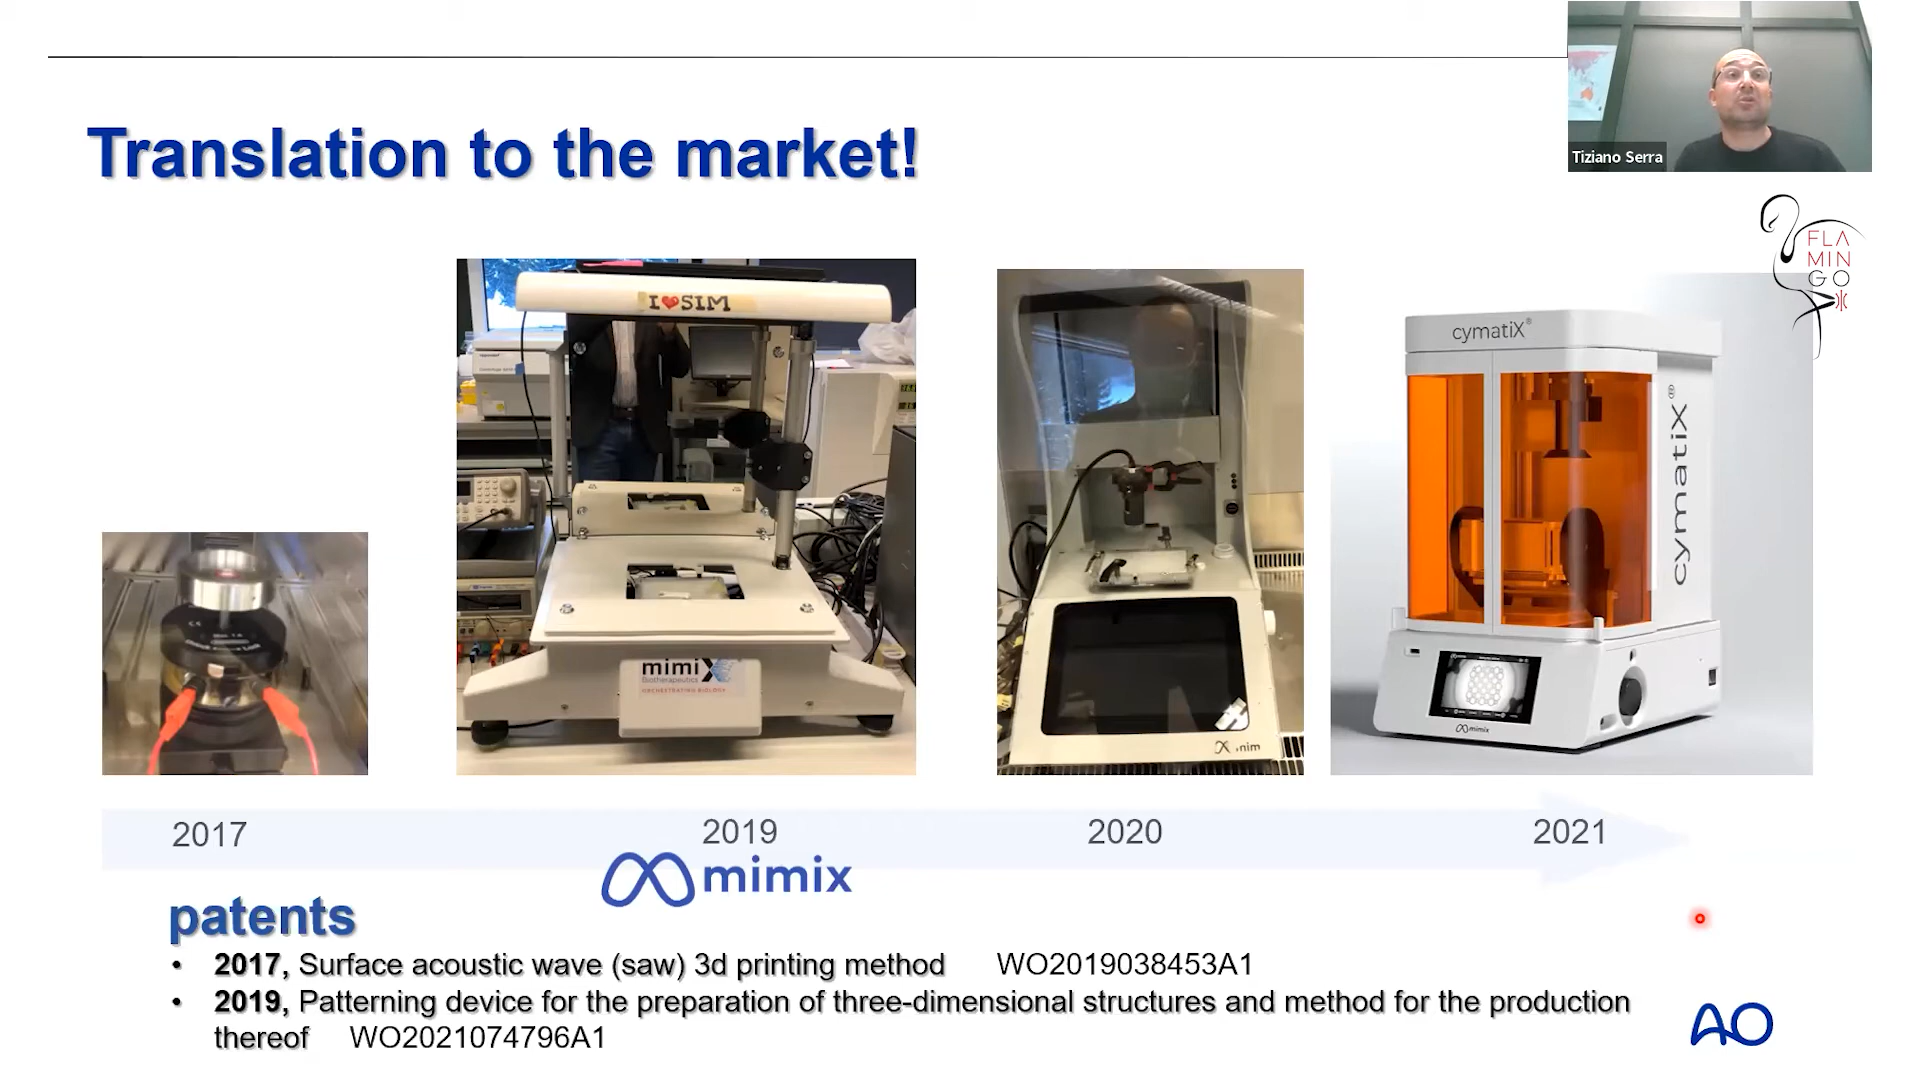 Translation to the market!
Tiziano Serra
FLA
MIN
GO
I❤SIM
mimiX
Biotherapeutics
ORCHESTRATING BIOLOGY
cymatiX®
cymatiX®
mimix
2017
2019
2020
2021
mimix
patents
• 2017, Surface acoustic wave (saw) 3d printing method WO2019038453A1
• 2019, Patterning device for the preparation of three-dimensional structures and method for the production
thereof WO2021074796A1
AO